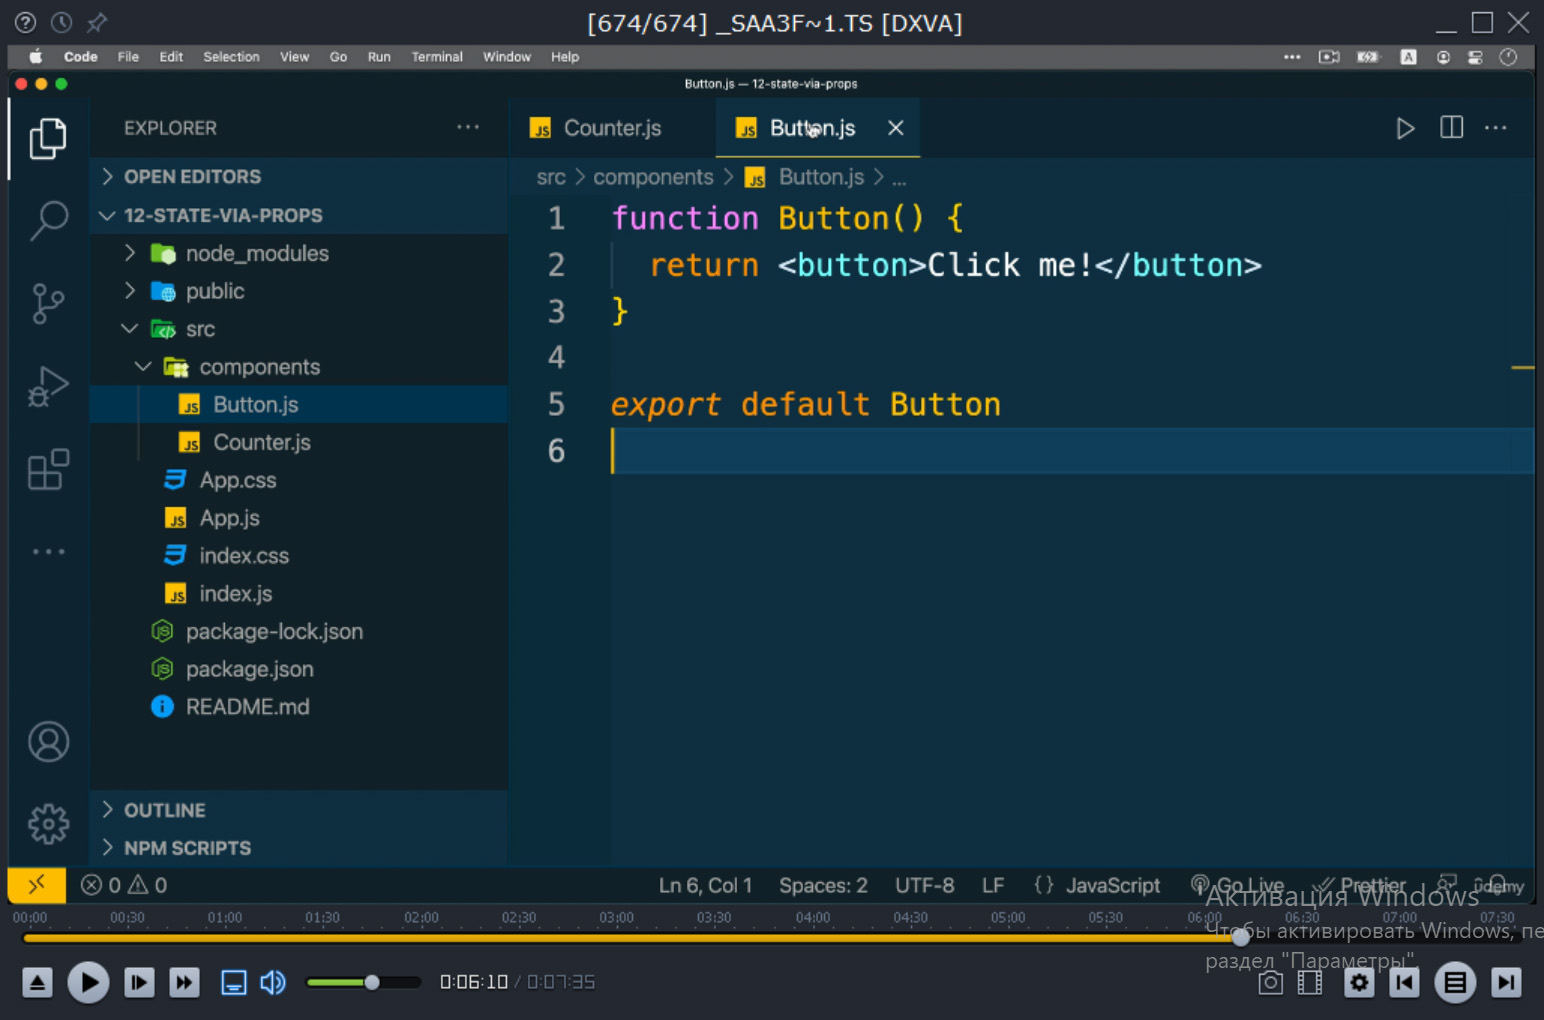 [674/674] _SAA3F~1.TS [DXVA]
Code File Edit Selection View Go Run Terminal Window Help
A
Button.js — 12-state-via-props
EXPLORER
Counter.js
Button.js
OPEN EDITORS
src > components > Button.js > ...
12-STATE-VIA-PROPS
node_modules
public
src
components
Button.js
Counter.js
App.css
App.js
index.css
index.js
package-lock.json
package.json
README.md
OUTLINE
NPM SCRIPTS
1 function Button() {
2 return <button>Click me!</button>
3 }
4
5 export default Button
6
0 0
Ln 6, Col 1 Spaces: 2 UTF-8 LF {} JavaScript Go Live Prettier
ûdemy
Активация Windows
Чтобы активировать Windows, пе
раздел "Параметры".
00:00 00:30 01:00 01:30 02:00 02:30 03:00 03:30 04:00 04:30 05:00 05:30 06:00 06:30 07:00 07:30
0:06:10 / 0:07:35